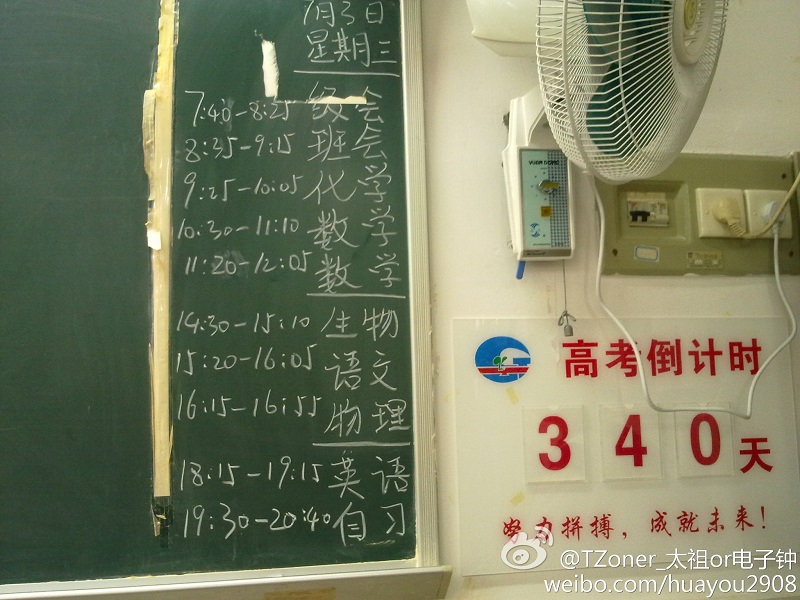 7月3日
星期三
7:40-8:25 级会
8:35-9:15 班会
9:25-10:05 化学
10:30-11:10 数学
11:20-12:05 数学
14:30-15:10 生物
15:20-16:05 语文
16:15-16:55 物理
18:15-19:15 英语
19:30-20:40 自习
高考倒计时
340天
努力拼搏，成就未来！
@TZoner_太祖or电子钟
weibo.com/huayou2908